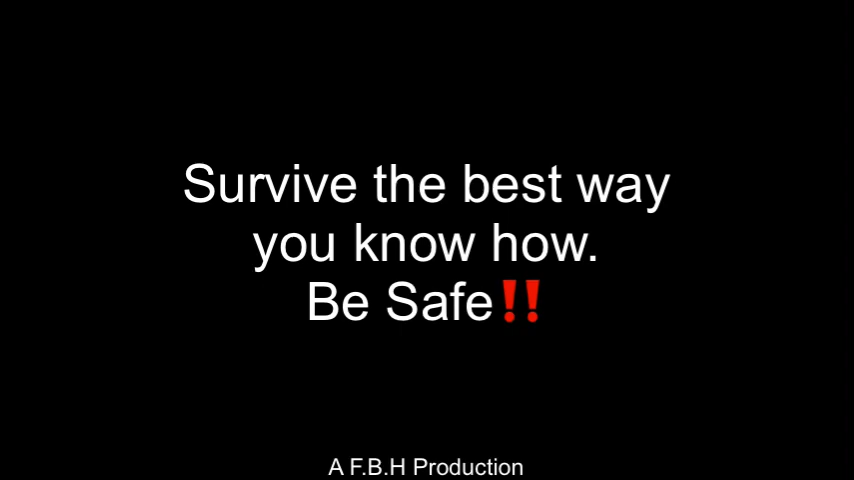 Survive the best way
you know how.
Be Safe‼️
A F.B.H Production